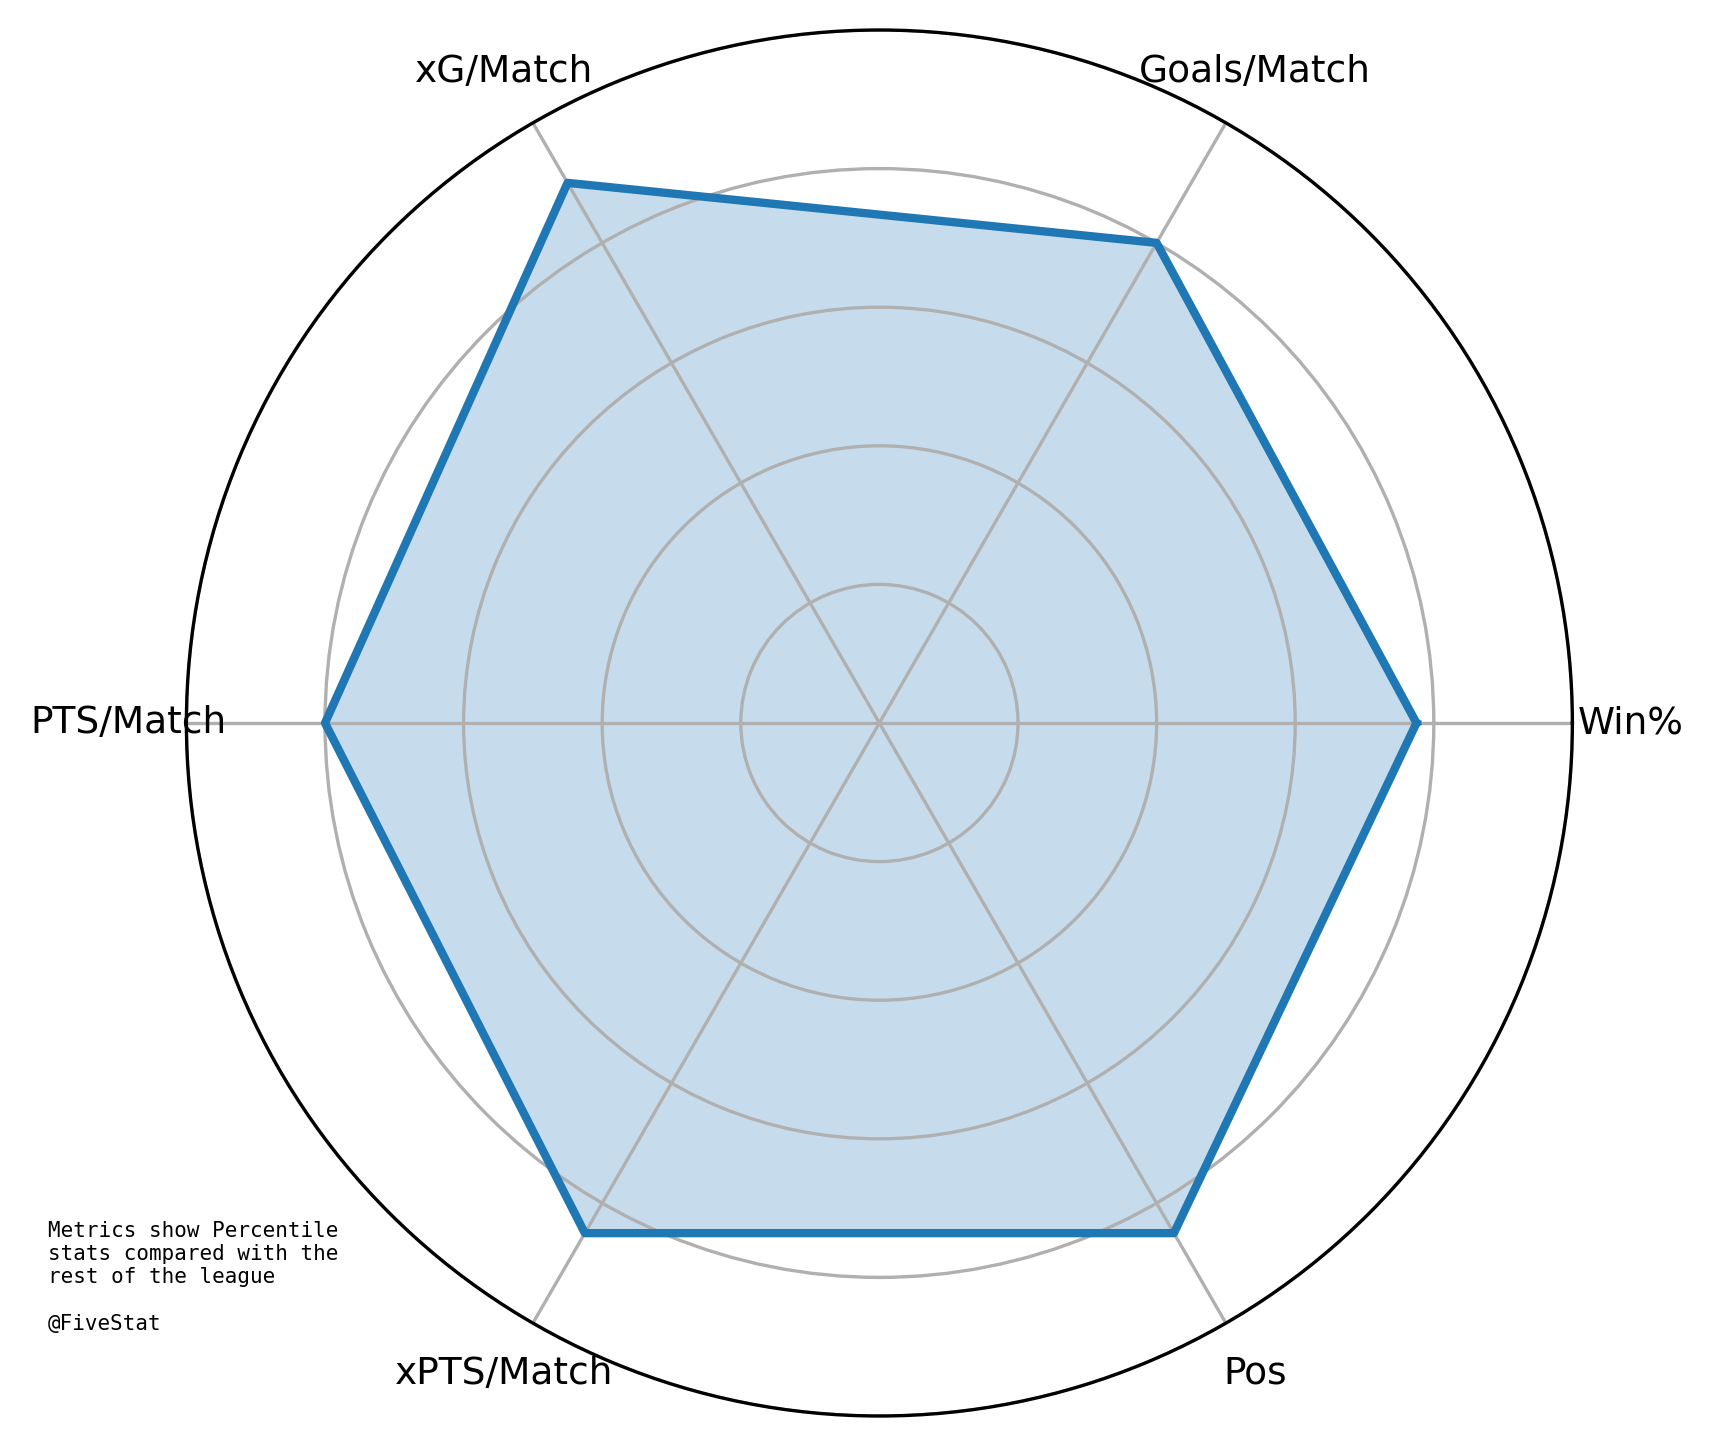 xG/Match
Goals/Match
PTS/Match
Win%
Metrics show Percentile
stats compared with the
rest of the league
@FiveStat
xPTS/Match
Pos